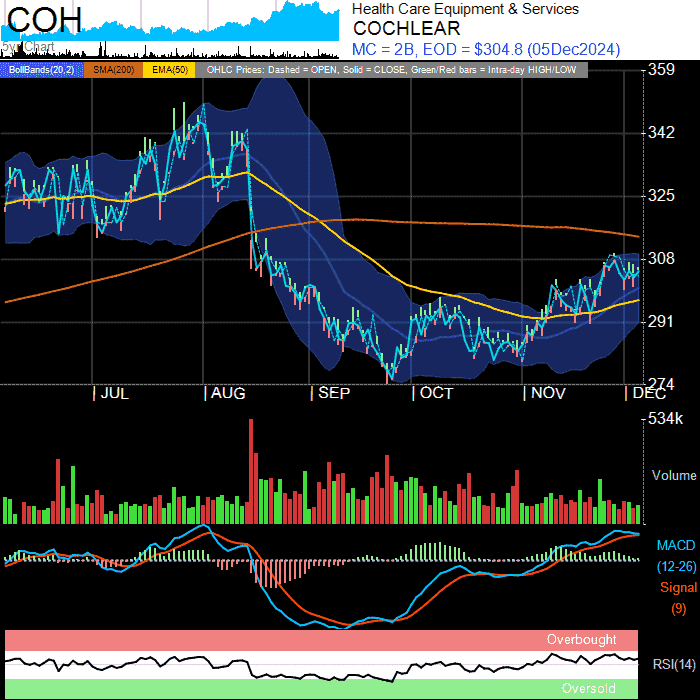 COH
5yr Chart
Health Care Equipment & Services
COCHLEAR
MC = 2B, EOD = $304.8 (05Dec2024)
BollBands(20,2) SMA(200) EMA(50) OHLC Prices: Dashed = OPEN, Solid = CLOSE, Green/Red bars = Intra-day HIGH/LOW
359
342
325
308
291
274
JUL AUG SEP OCT NOV DEC
534k
Volume
MACD
(12-26)
Signal
(9)
Overbought
RSI(14)
Oversold